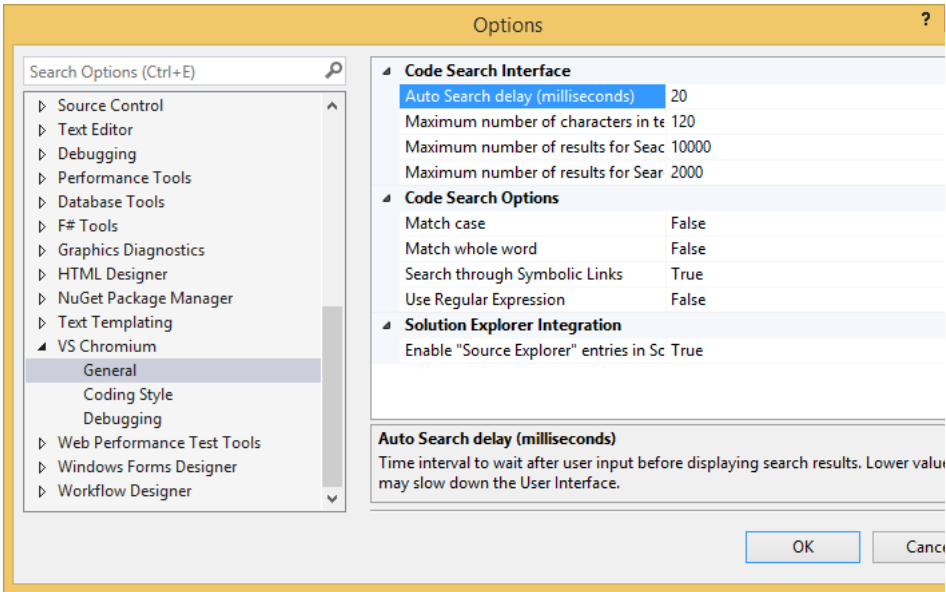 Options
?
Search Options (Ctrl+E)
Source Control
Text Editor
Debugging
Performance Tools
Database Tools
F# Tools
Graphics Diagnostics
HTML Designer
NuGet Package Manager
Text Templating
VS Chromium
General
Coding Style
Debugging
Web Performance Test Tools
Windows Forms Designer
Workflow Designer
Code Search Interface
Auto Search delay (milliseconds) 20
Maximum number of characters in te 120
Maximum number of results for Seac 10000
Maximum number of results for Sear 2000
Code Search Options
Match case False
Match whole word False
Search through Symbolic Links True
Use Regular Expression False
Solution Explorer Integration
Enable "Source Explorer" entries in Sc True
Auto Search delay (milliseconds)
Time interval to wait after user input before displaying search results. Lower value
may slow down the User Interface.
OK
Cance